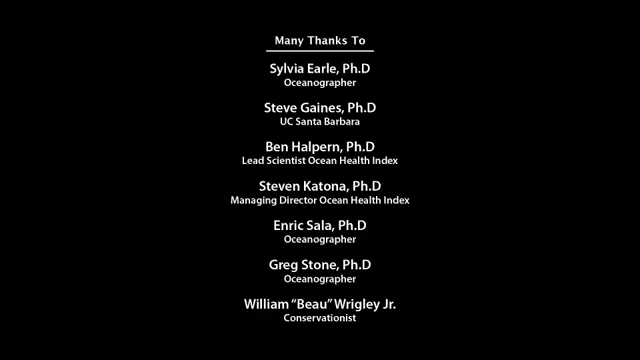 Many Thanks To
Sylvia Earle, Ph.D
Oceanographer
Steve Gaines, Ph.D
UC Santa Barbara
Ben Halpern, Ph.D
Lead Scientist Ocean Health Index
Steven Katona, Ph.D
Managing Director Ocean Health Index
Enric Sala, Ph.D
Oceanographer
Greg Stone, Ph.D
Oceanographer
William “Beau” Wrigley Jr.
Conservationist